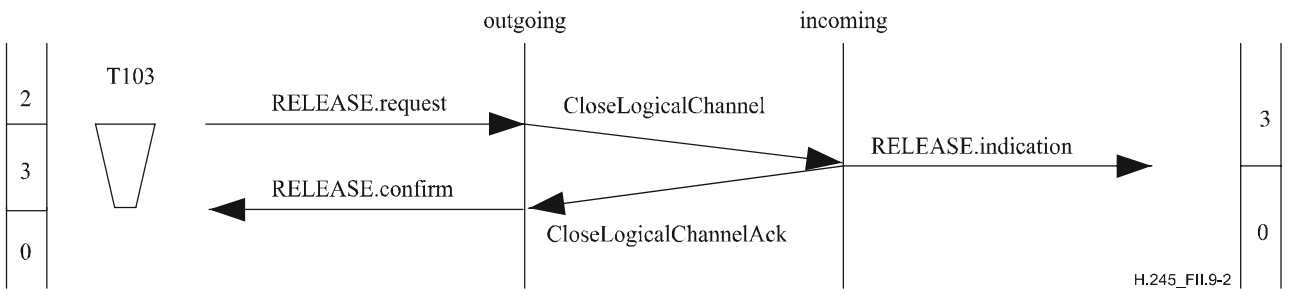 outgoing incoming
T103
2 RELEASE.request CloseLogicalChannel 3
RELEASE.indication
3
RELEASE.confirm
CloseLogicalChannelAck 0
0
H.245_FII.9-2